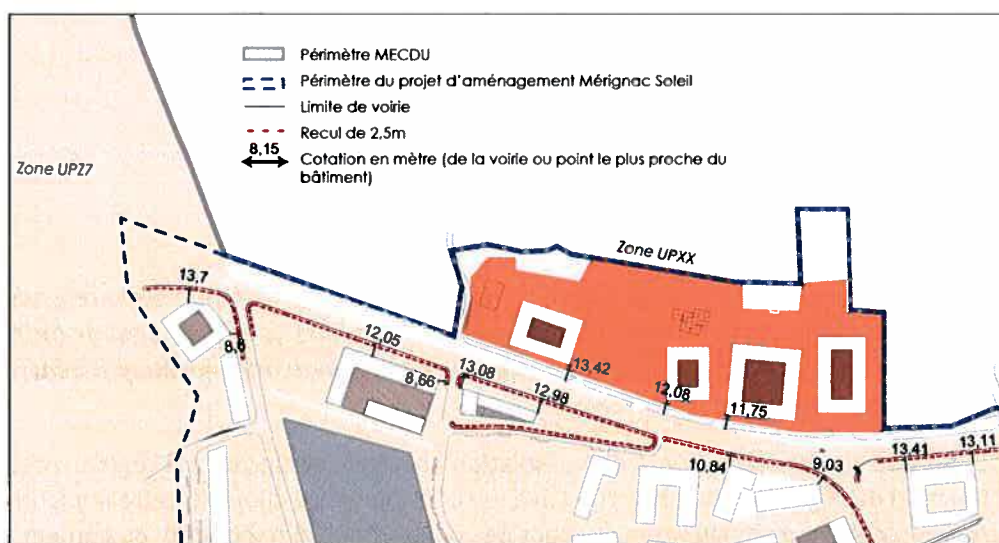 Périmètre MECDU
Périmètre du projet d'aménagement Mérignac Soleil
Limite de voirie
Recul de 2,5m
8,15
Cotation en mètre (de la voirie ou point le plus proche du
bâtiment)
Zone UPZ7
Zone UPXX
13,7
8,6
12,05
8,66
13,08
12,98
13,42
12,08
11,75
10,84
9,03
13,41
13,11